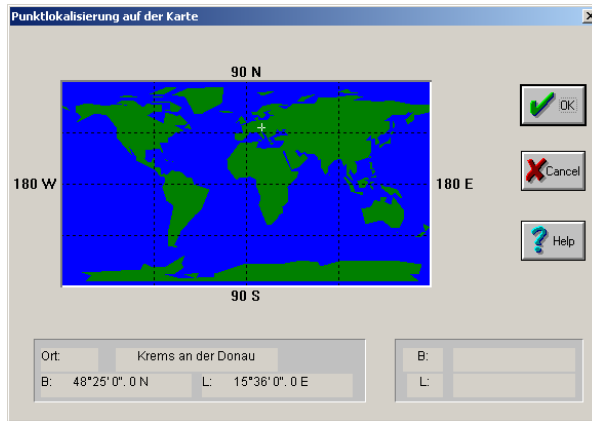 Punktlokalisierung auf der Karte
90 N
OK
Cancel
180 W
180 E
Help
90 S
Ort: Krems an der Donau
B: 48°25' 0". 0 N L: 15°36' 0". 0 E
B:
L: